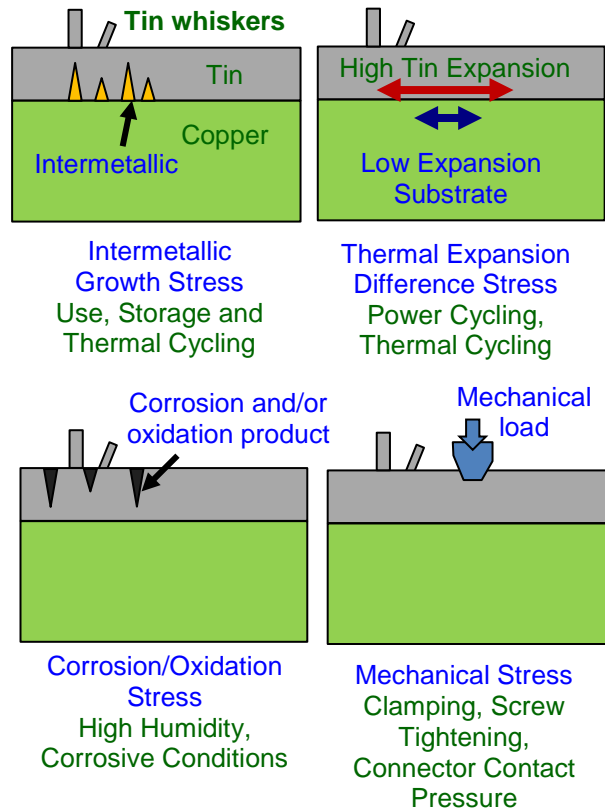 Tin whiskers
Tin
Copper
Intermetallic
Intermetallic
Growth Stress
Use, Storage and
Thermal Cycling
High Tin Expansion
Low Expansion
Substrate
Thermal Expansion
Difference Stress
Power Cycling,
Thermal Cycling
Corrosion and/or
oxidation product
Corrosion/Oxidation
Stress
High Humidity,
Corrosive Conditions
Mechanical
load
Mechanical Stress
Clamping, Screw
Tightening,
Connector Contact
Pressure